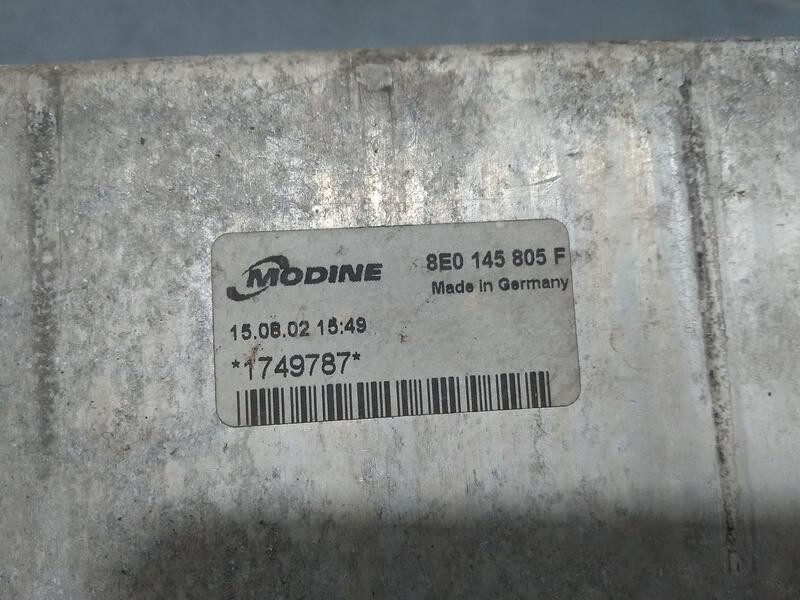 MODINE
8E0 145 805 F
Made in Germany
15.08.02 15:49
*1749787*